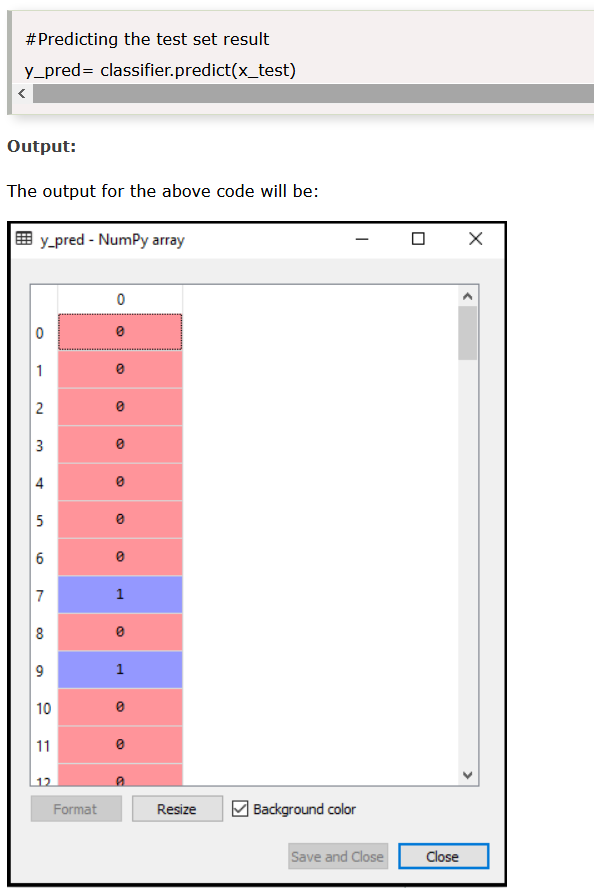 #Predicting the test set result
y_pred= classifier.predict(x_test)
Output:
The output for the above code will be:
y_pred - NumPy array
0
0 0
1 0
2 0
3 0
4 0
5 0
6 0
7 1
8 0
9 1
10 0
11 0
12 0
Format Resize Background color
Save and Close Close